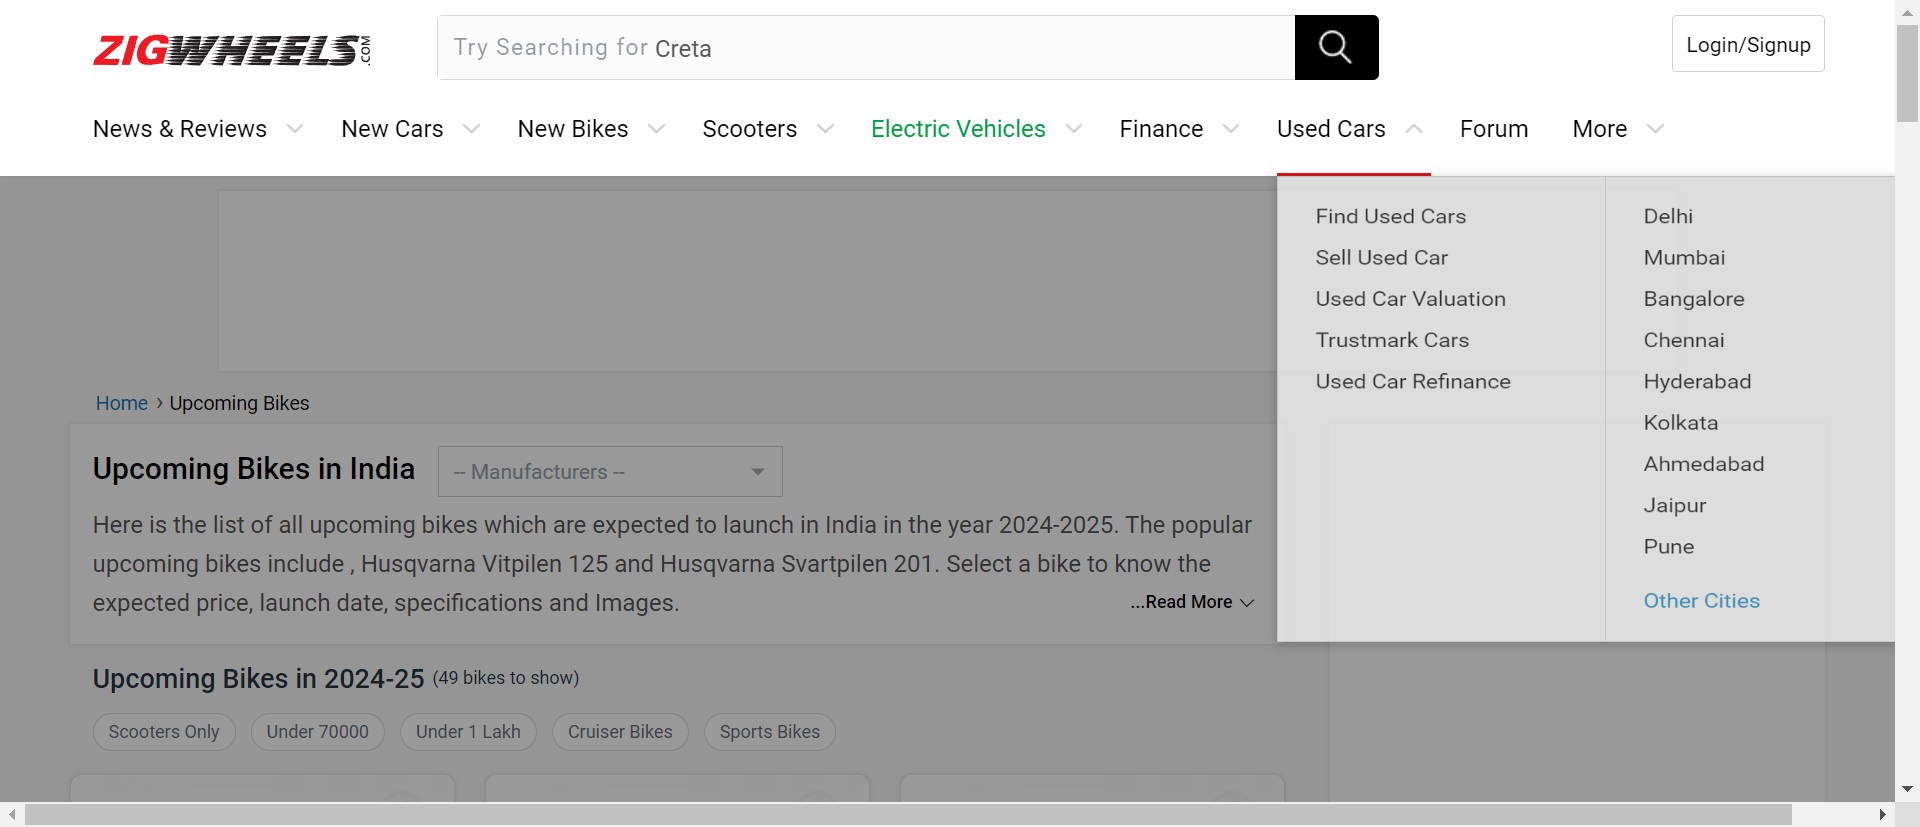 ZIGWHEELS.COM
Try Searching for Creta
Login/Signup
News & Reviews New Cars New Bikes Scooters Electric Vehicles Finance Used Cars Forum More
Find Used Cars
Sell Used Car
Used Car Valuation
Trustmark Cars
Used Car Refinance
Delhi
Mumbai
Bangalore
Chennai
Hyderabad
Kolkata
Ahmedabad
Jaipur
Pune
Other Cities
Home › Upcoming Bikes
Upcoming Bikes in India
-- Manufacturers --
Here is the list of all upcoming bikes which are expected to launch in India in the year 2024-2025. The popular
upcoming bikes include , Husqvarna Vitpilen 125 and Husqvarna Svartpilen 201. Select a bike to know the
expected price, launch date, specifications and Images.
...Read More
Upcoming Bikes in 2024-25 (49 bikes to show)
Scooters Only Under 70000 Under 1 Lakh Cruiser Bikes Sports Bikes